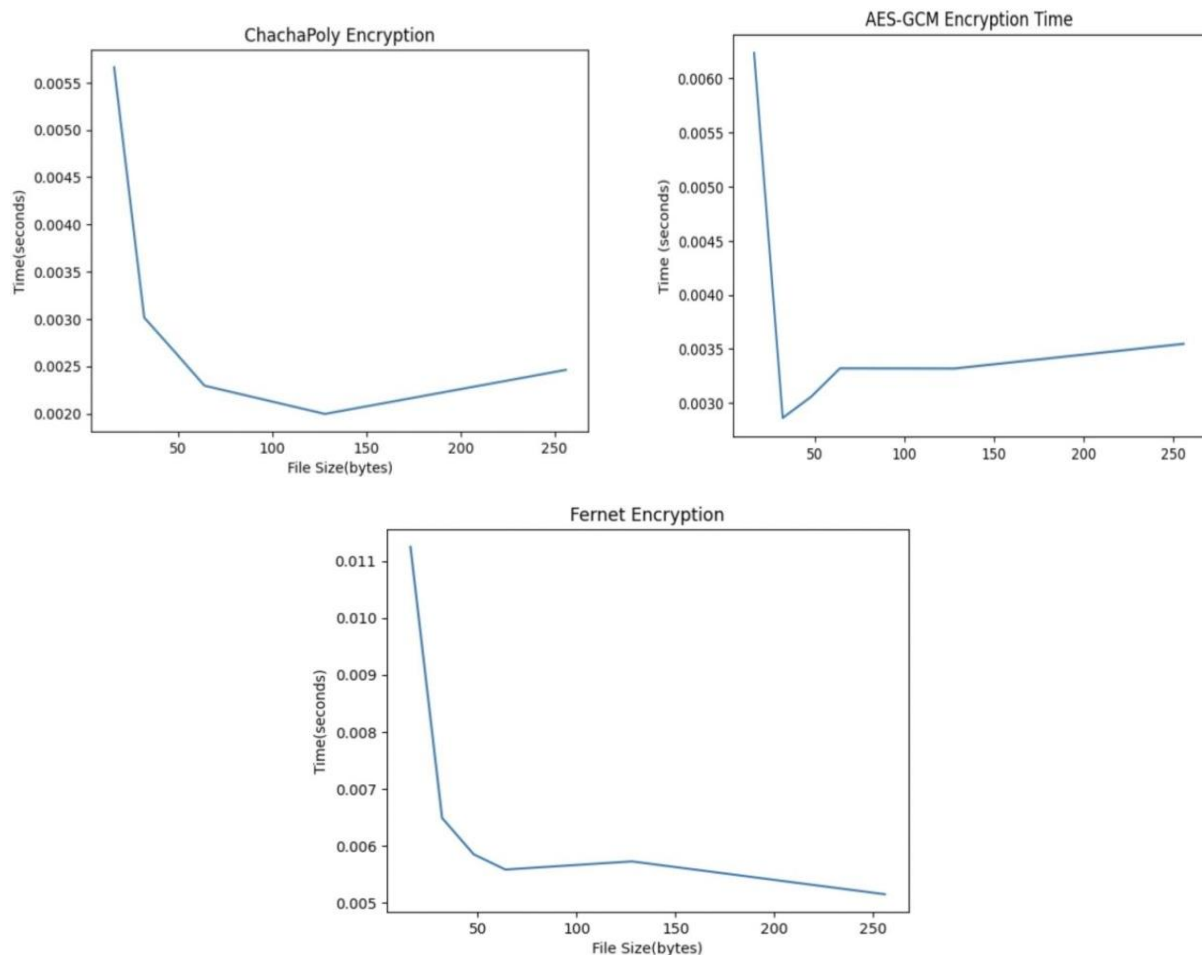 ChachaPoly Encryption
0.0055
0.0050
0.0045
0.0040
0.0035
0.0030
0.0025
0.0020
Time(seconds)
50 100 150 200 250
File Size(bytes)
AES-GCM Encryption Time
0.0060
0.0055
0.0050
0.0045
0.0040
0.0035
0.0030
Time (seconds)
50 100 150 200 250
Fernet Encryption
0.011
0.010
0.009
0.008
0.007
0.006
0.005
Time(seconds)
50 100 150 200 250
File Size(bytes)